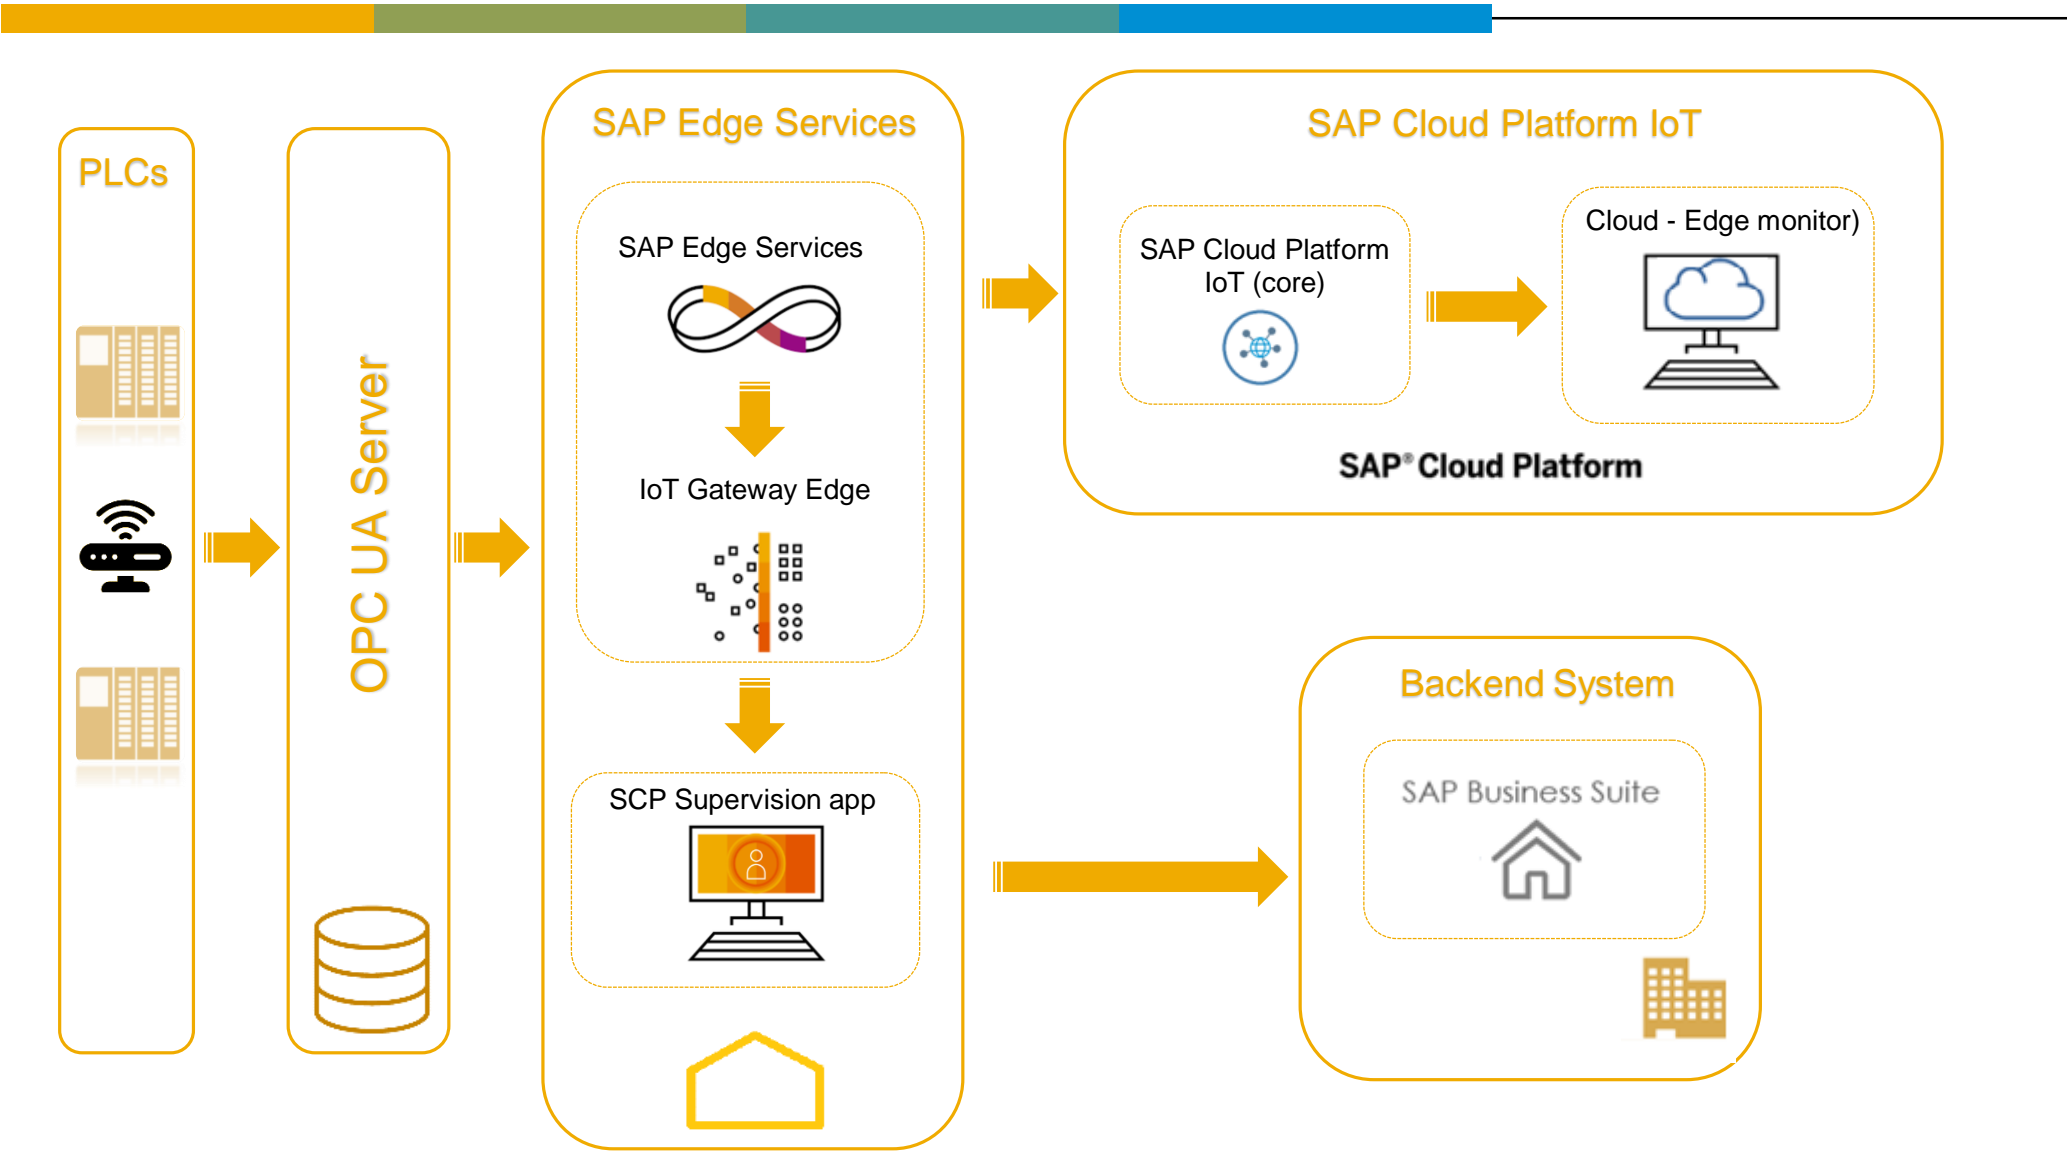 PLCs
OPC UA Server
SAP Edge Services
SAP Edge Services
IoT Gateway Edge
SCP Supervision app
SAP Cloud Platform IoT
SAP Cloud Platform
IoT (core)
Cloud - Edge monitor)
SAP® Cloud Platform
Backend System
SAP Business Suite